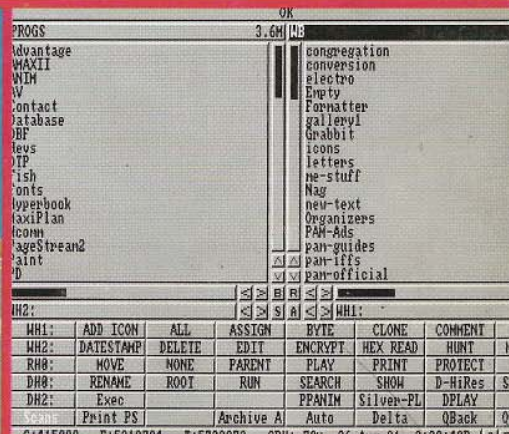 OK
PROGS 3.6M WB
Advantage
AMAXII
ANIM
AV
Contact
Database
DBF
Devs
DTP
Fish
Fonts
Hyperbook
MaxiPlan
Mcomm
PageStream2
Paint
PD
congregation
conversion
electro
Empty
Formatter
gallery1
Grabbit
icons
letters
me-stuff
Nag
new-text
Organizers
PAM-Ads
pam-guides
pam-iffs
pam-official
< > B R < >
WH2: < > S A < > WH1:
WH1: ADD ICON ALL ASSIGN BYTE CLONE COMMENT
WH2: DATESTAMP DELETE EDIT ENCRYPT HEX READ HUNT
RH0: MOVE NONE PARENT PLAY PRINT PROTECT
DH0: RENAME ROOT RUN SEARCH SHOW D-HiRes S
DH2: Exec PPANIM Silver-PL DPLAY
Scans Print PS Archive A Auto Delta QBack Q